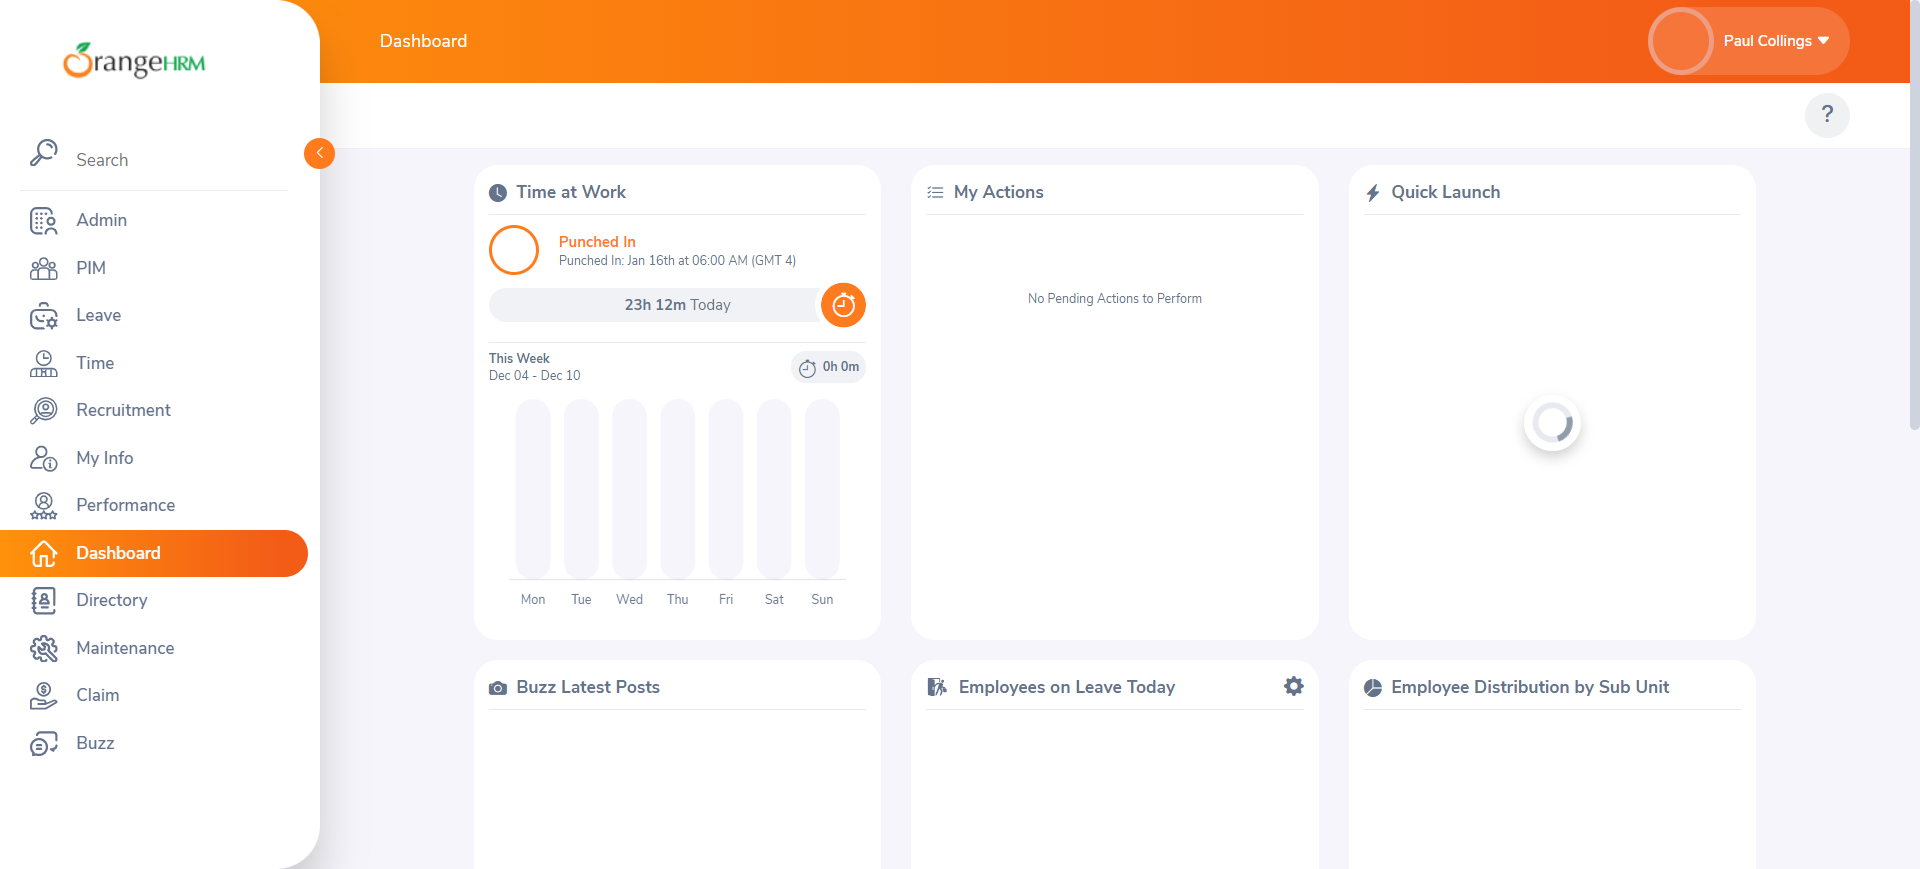 OrangeHRM
Dashboard
Paul Collings
?
Search
Admin
PIM
Leave
Time
Recruitment
My Info
Performance
Dashboard
Directory
Maintenance
Claim
Buzz
Time at Work
Punched In
Punched In: Jan 16th at 06:00 AM (GMT 4)
23h 12m Today
This Week
Dec 04 - Dec 10
0h 0m
Mon Tue Wed Thu Fri Sat Sun
My Actions
No Pending Actions to Perform
Quick Launch
Buzz Latest Posts
Employees on Leave Today
Employee Distribution by Sub Unit